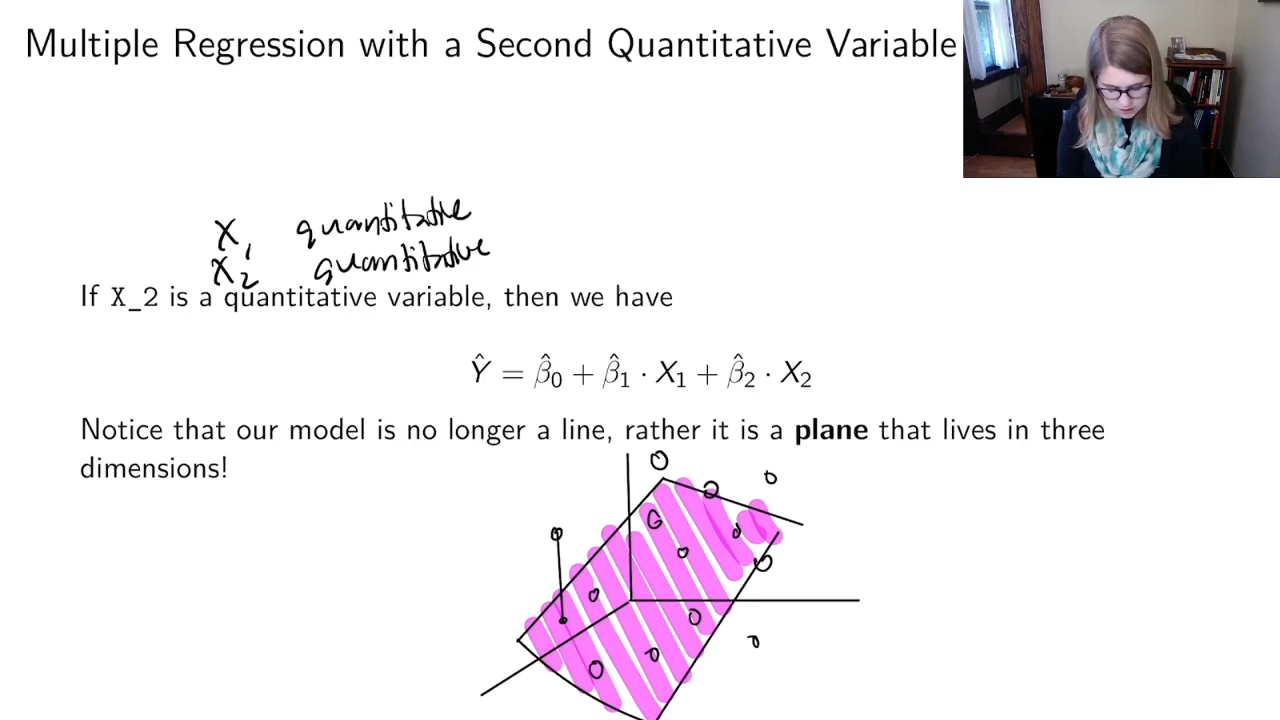 Multiple Regression with a Second Quantitative Variable
X₁ quantitative
X₂ quantitative
If X_2 is a quantitative variable, then we have
Ŷ = β̂₀ + β̂₁ · X₁ + β̂₂ · X₂
Notice that our model is no longer a line, rather it is a plane that lives in three
dimensions!